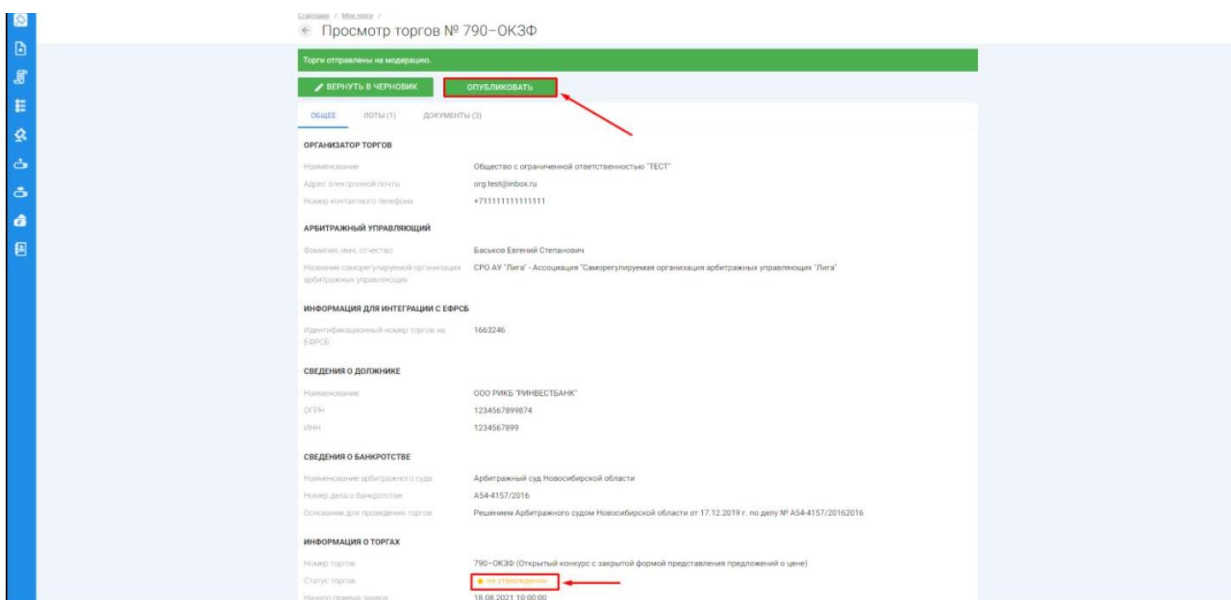 Стартовая / Мои торги /
Просмотр торгов № 790-ОКЗФ
Торги отправлены на модерацию.
ВЕРНУТЬ В ЧЕРНОВИК ОПУБЛИКОВАТЬ
ОБЩЕЕ ЛОТЫ (1) ДОКУМЕНТЫ (3)
ОРГАНИЗАТОР ТОРГОВ
Наименование Общество с ограниченной ответственностью "ТЕСТ"
Адрес электронной почты org.test@inbox.ru
Номер контактного телефона +711111111111111
АРБИТРАЖНЫЙ УПРАВЛЯЮЩИЙ
Фамилия, имя, отчество Баськов Евгений Степанович
Название саморегулируемой организации СРО АУ "Лига" - Ассоциация "Саморегулируемая организация арбитражных управляющих "Лига"
арбитражных управляющих
ИНФОРМАЦИЯ ДЛЯ ИНТЕГРАЦИИ С ЕФРСБ
Идентификационный номер торгов на 1663246
ЕФРСБ
СВЕДЕНИЯ О ДОЛЖНИКЕ
Наименование ООО РИКБ "РИНВЕСТБАНК"
ОГРН 1234567899874
ИНН 1234567899
СВЕДЕНИЯ О БАНКРОТСТВЕ
Наименование арбитражного суда Арбитражный суд Новосибирской области
Номер дела о банкротстве А54-4157/2016
Основание для проведения торгов Решением Арбитражного судом Новосибирской области от 17.12.2019 г. по делу № А54-4157/20162016
ИНФОРМАЦИЯ О ТОРГАХ
Номер торгов 790-ОКЗФ (Открытый конкурс с закрытой формой представления предложений о цене)
Статус торгов на утверждении
Начало приема заявок 18.08.2021 10:00:00